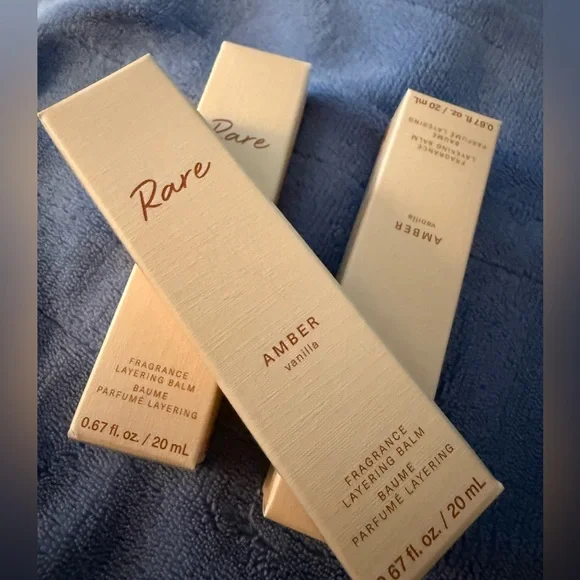 Rare
AMBER
vanilla
FRAGRANCE
LAYERING BALM
BAUME
PARFUMÉ LAYERING
0.67 fl. oz. / 20 mL
Rare
FRAGRANCE
LAYERING BALM
BAUME
PARFUMÉ LAYERING
0.67 fl. oz. / 20 mL
AMBER
vanilla
FRAGRANCE
LAYERING BALM
BAUME
PARFUMÉ LAYERING
0.67 fl. oz. / 20 mL